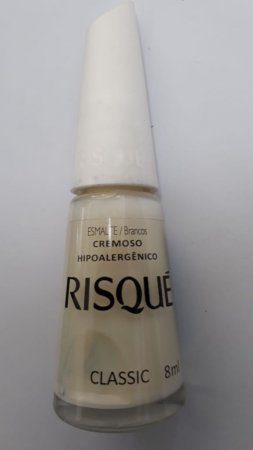 ESMALTE / Brancos
CREMOSO
HIPOALERGÊNICO
RISQUÉ
CLASSIC 8ml